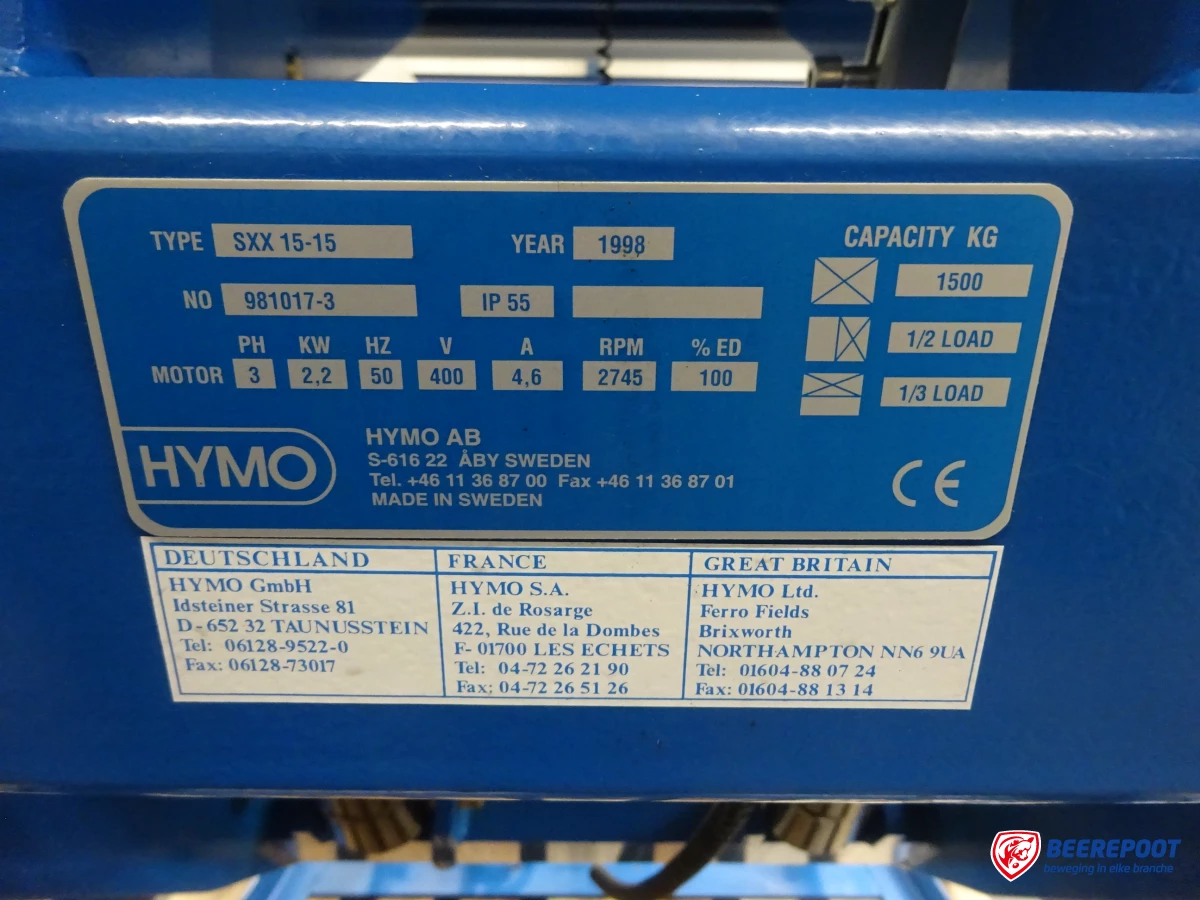 TYPE SXX 15-15 YEAR 1998 CAPACITY KG
1500
NO 981017-3 IP 55
1/2 LOAD
PH KW HZ V A RPM % ED
MOTOR 3 2,2 50 400 4,6 2745 100
1/3 LOAD
HYMO
HYMO AB
S-616 22 ÅBY SWEDEN
Tel. +46 11 36 87 00 Fax +46 11 36 87 01
MADE IN SWEDEN
CE
DEUTSCHLAND
HYMO GmbH
Idsteiner Strasse 81
D-652 32 TAUNUSSTEIN
Tel: 06128-9522-0
Fax: 06128-73017
FRANCE
HYMO S.A.
Z.I. de Rosarge
422, Rue de la Dombes
F- 01700 LES ECHETS
Tel: 04-72 26 21 90
Fax: 04-72 26 51 26
GREAT BRITAIN
HYMO Ltd.
Ferro Fields
Brixworth
NORTHAMPTON NN6 9UA
Tel: 01604-88 07 24
Fax: 01604-88 13 14
BEEREPOOT
beweging in elke branche